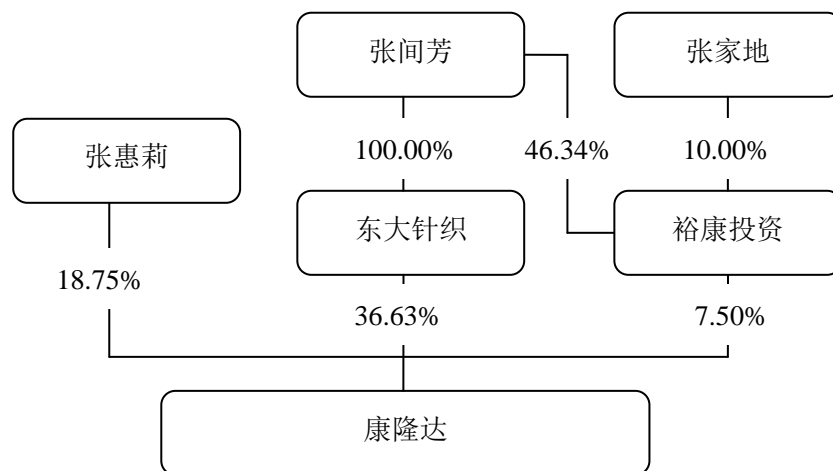 张间芳
张家地
张惠莉
100.00%
46.34%
10.00%
东大针织
裕康投资
18.75%
36.63%
7.50%
康隆达